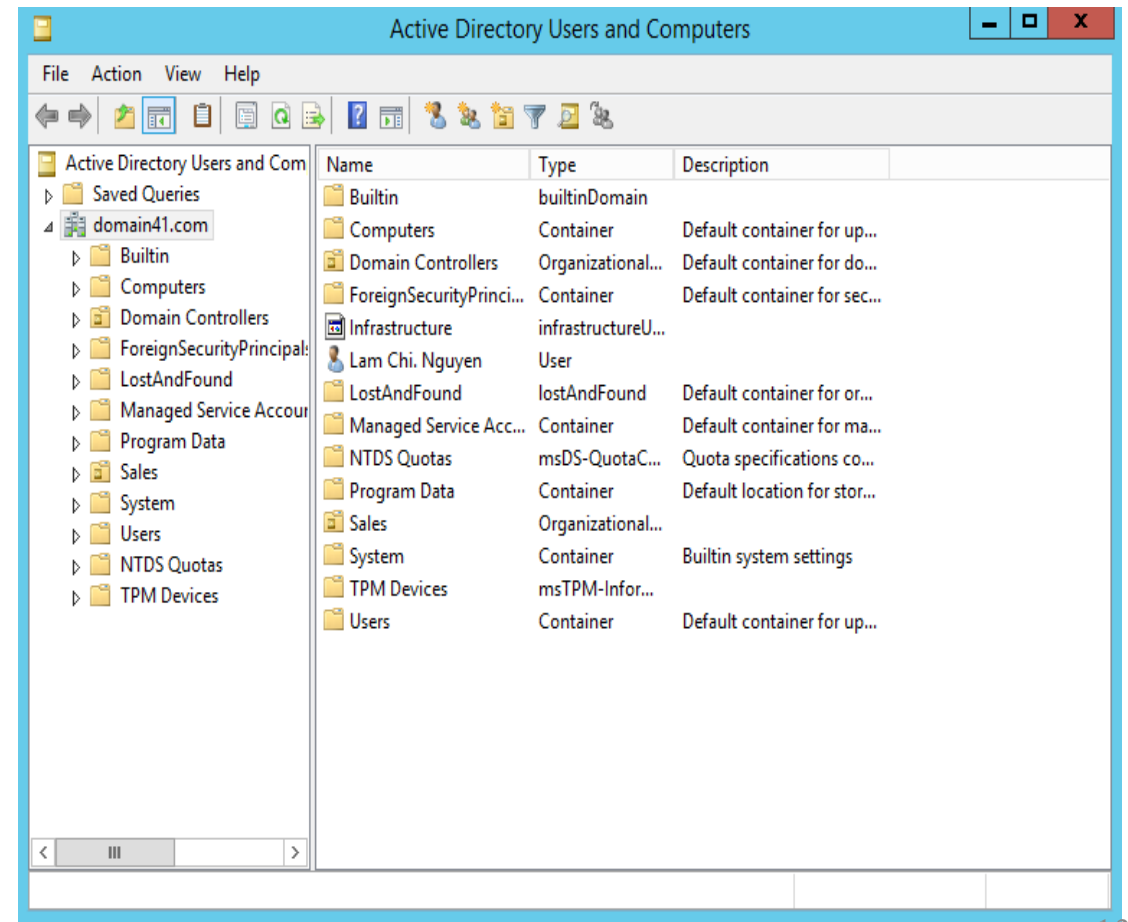 Active Directory Users and Computers
X
File Action View Help
Active Directory Users and Com
Saved Queries
domain41.com
Builtin
Computers
Domain Controllers
ForeignSecurityPrincipals
LostAndFound
Managed Service Accour
Program Data
Sales
System
Users
NTDS Quotas
TPM Devices
Name Type Description
Builtin builtinDomain
Computers Container Default container for up...
Domain Controllers Organizational... Default container for do...
ForeignSecurityPrinci... Container Default container for sec...
Infrastructure infrastructureU...
Lam Chi. Nguyen User
LostAndFound lostAndFound Default container for or...
Managed Service Acc... Container Default container for ma...
NTDS Quotas msDS-QuotaC... Quota specifications co...
Program Data Container Default location for stor...
Sales Organizational...
System Container Builtin system settings
TPM Devices msTPM-Infor...
Users Container Default container for up...